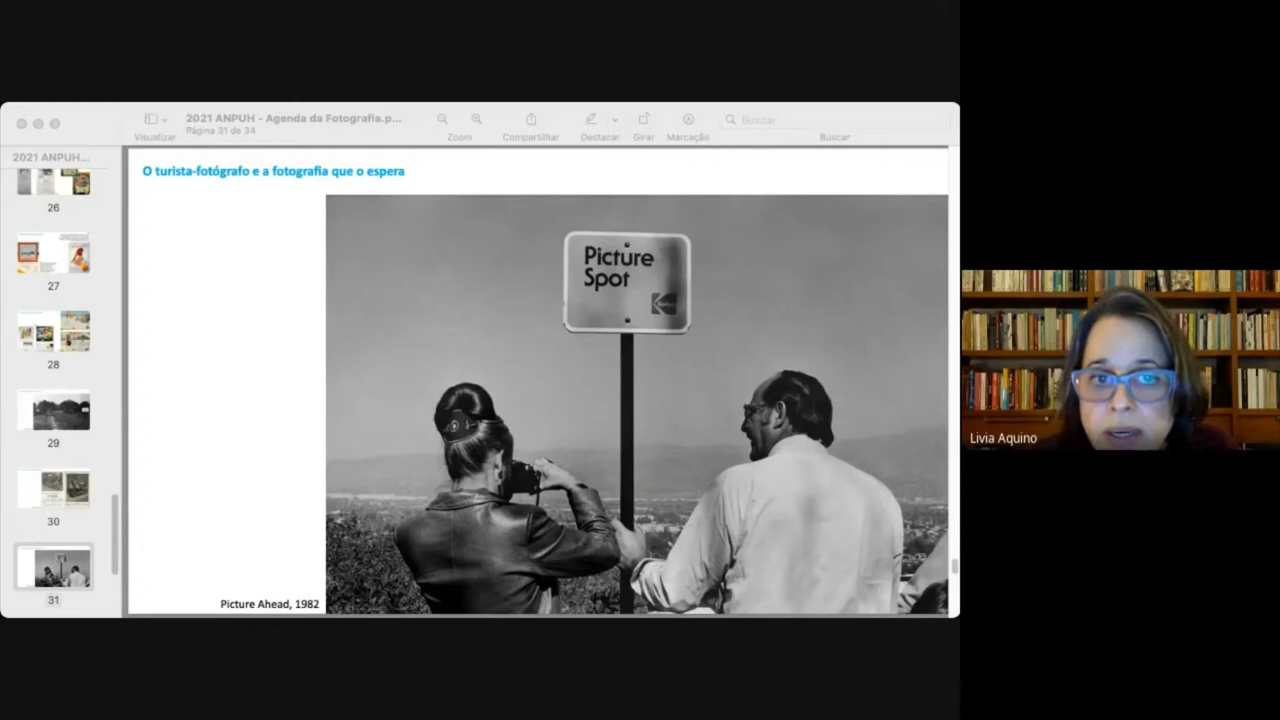 2021 ANPUH - Agenda da Fotografia.p...
Página 31 de 34
Visualizar
Zoom
Compartilhar
Destacar
Girar
Marcação
Buscar
Buscar
2021 ANPUH...
26
27
28
29
30
31
O turista-fotógrafo e a fotografia que o espera
Picture
Spot
Picture Ahead, 1982
Livia Aquino